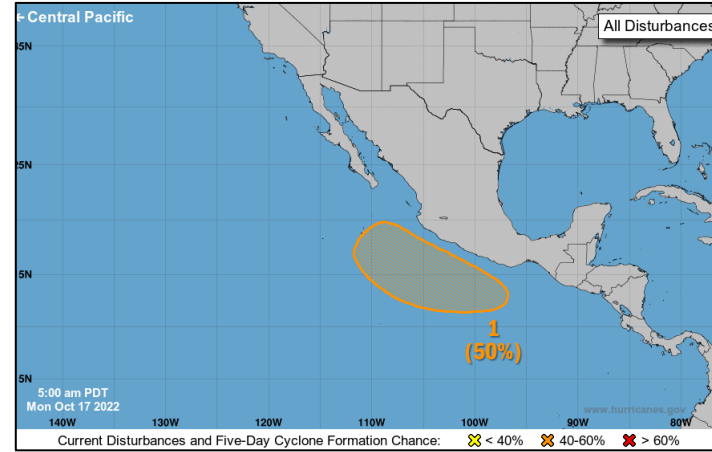 ← Central Pacific
All Disturbances
35N
25N
15N
5N
1
(50%)
5:00 am PDT
Mon Oct 17 2022
www.hurricanes.gov
140W 130W 120W 110W 100W 90W 80W
Current Disturbances and Five-Day Cyclone Formation Chance: < 40% 40-60% > 60%